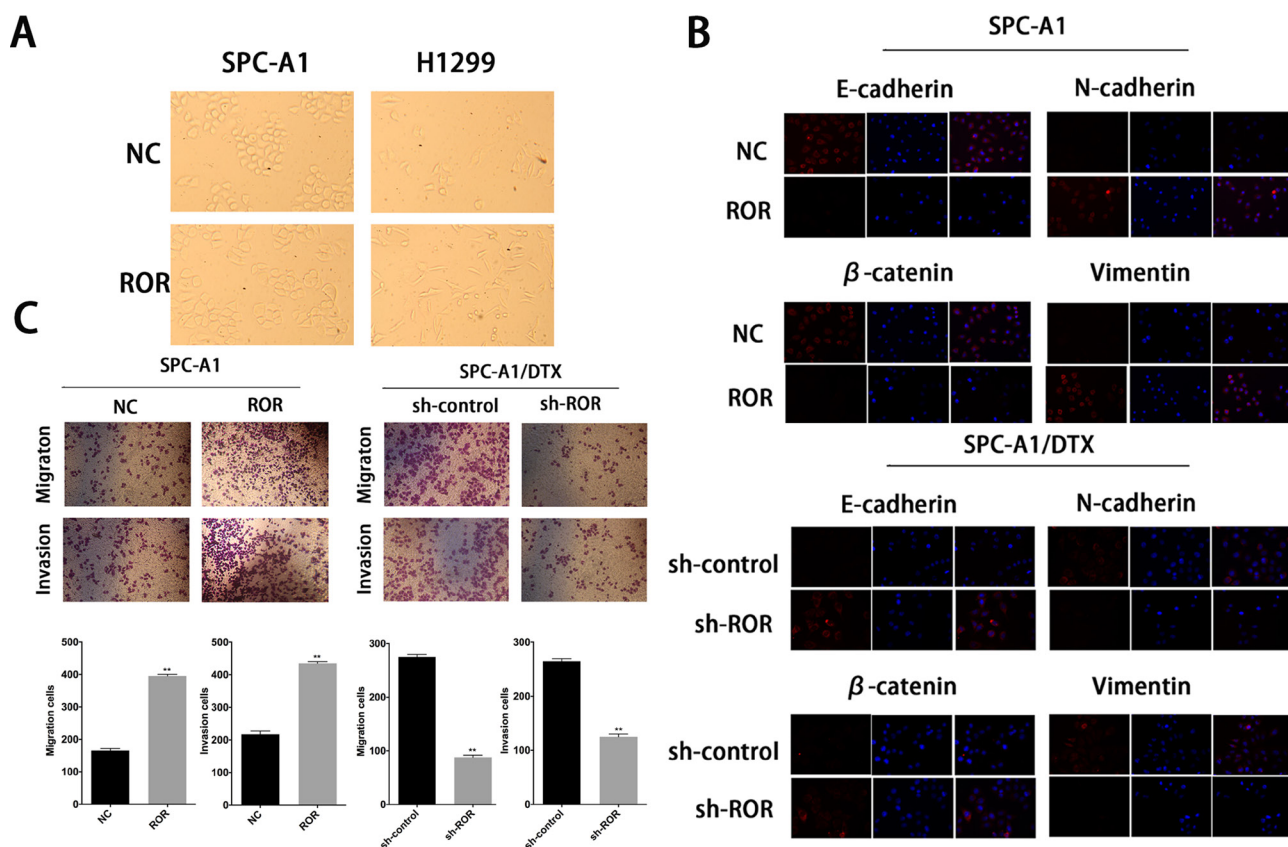 A
SPC-A1 H1299
NC
ROR
B
SPC-A1
E-cadherin N-cadherin
NC
ROR
β-catenin Vimentin
NC
ROR
SPC-A1/DTX
E-cadherin N-cadherin
sh-control
sh-ROR
β-catenin Vimentin
sh-control
sh-ROR
C
SPC-A1 SPC-A1/DTX
NC ROR sh-control sh-ROR
Migraton Migraton
Invasion Invasion
Migration cells
500
400
300
200
100
0
**
NC ROR
Invasion cells
500
400
300
200
100
0
**
NC ROR
Migration cells
300
200
100
0
**
sh-control sh-ROR
Invasion cells
300
200
100
0
**
sh-control sh-ROR